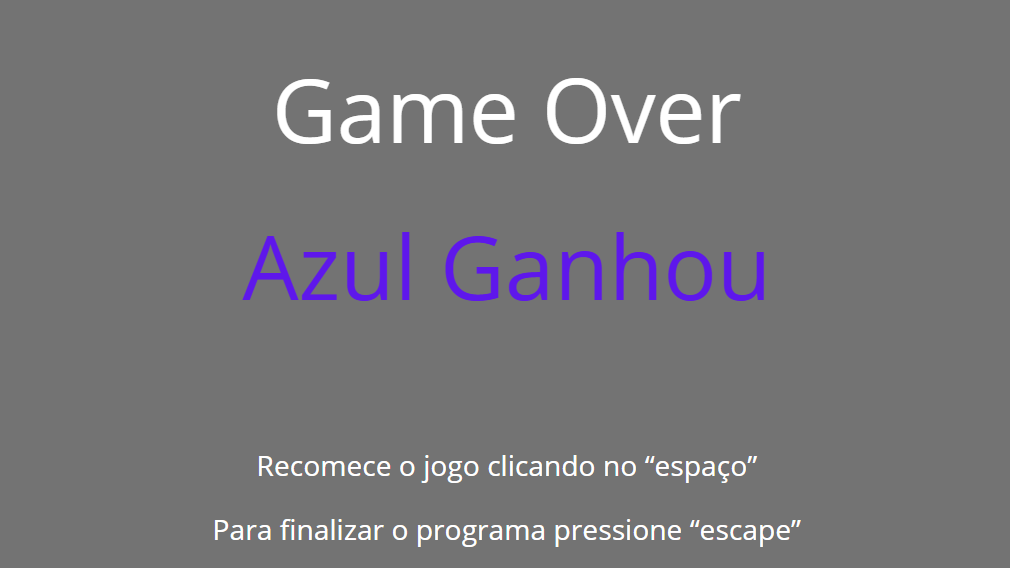 Game Over
Azul Ganhou
Recomece o jogo clicando no “espaço”
Para finalizar o programa pressione “escape”